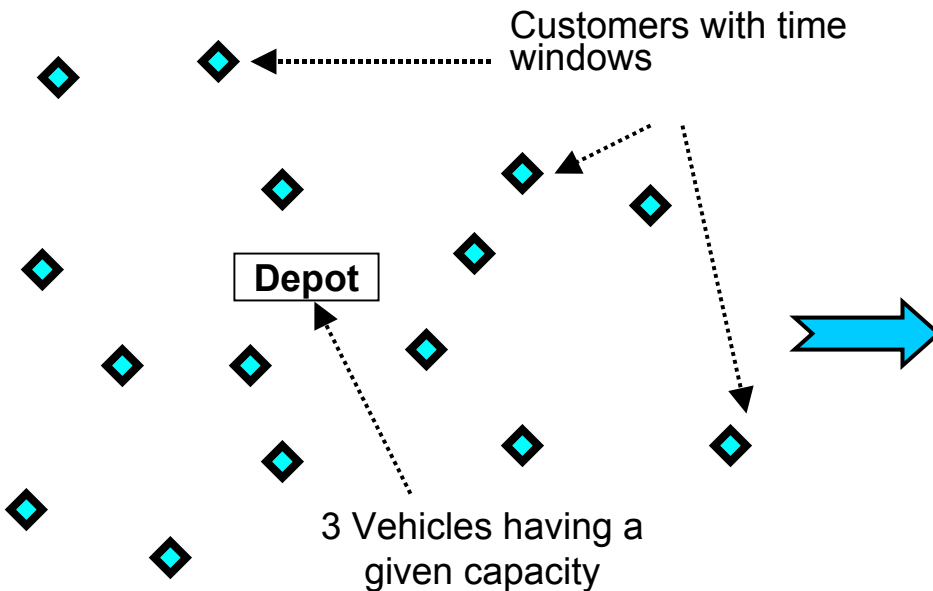 Customers with time
windows
Depot
3 Vehicles having a
given capacity